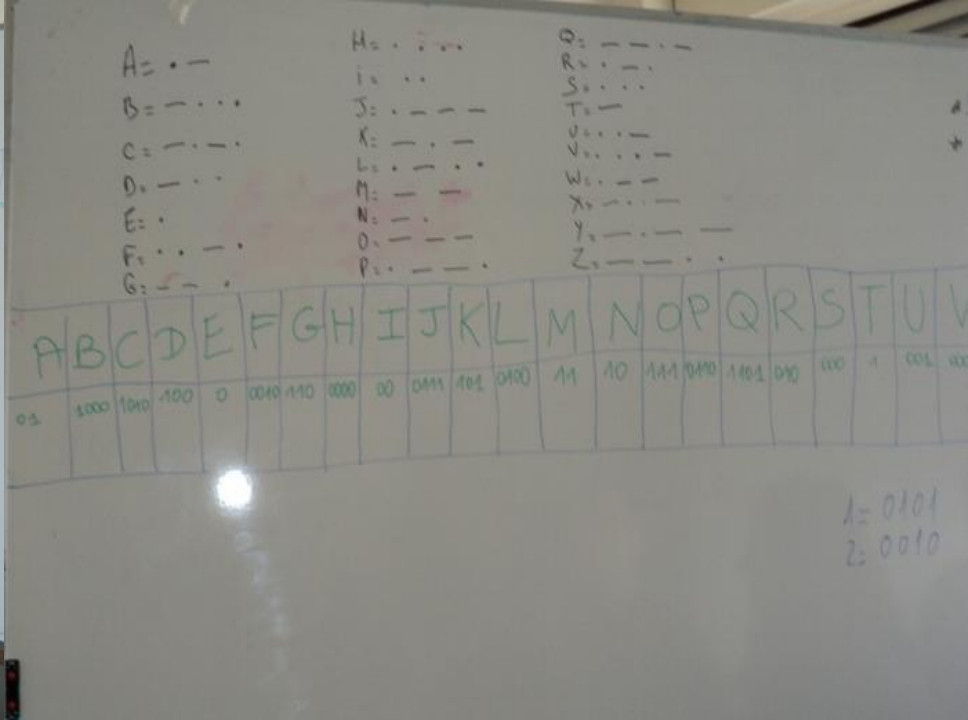 A= • —
B= — • • •
C= — • — •
D= — • •
E= •
F= • • — •
G= — — •
H= • • • •
i= • •
J= • — — —
K= — • —
L= • — • •
M= — —
N= — •
O= — — —
P= • — — •
Q= — — • —
R= • — •
S= • • •
T= —
U= • • —
V= • • • —
W= • — —
X= — • • —
Y= — • — —
Z= — — • •
A B C D E F G H I J K L M N O P Q R S T U V
01 1000 1010 100 0 0010 110 0000 00 0111 101 0100 11 10 111 0110 1101 010 000 1 001 000
1= 0101
2= 0010